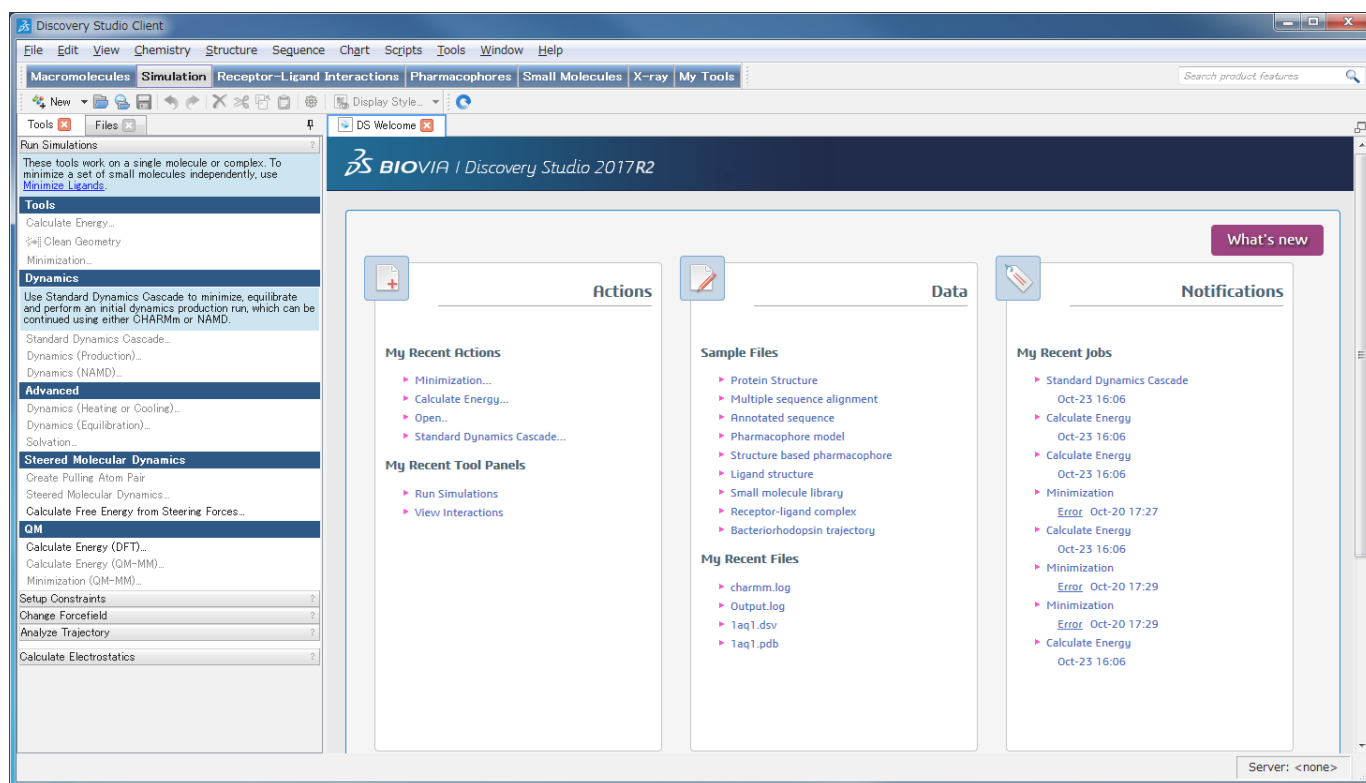 Discovery Studio Client
File Edit View Chemistry Structure Sequence Chart Scripts Tools Window Help
Macromolecules Simulation Receptor-Ligand Interactions Pharmacophores Small Molecules X-ray My Tools
Search product features
New Display Style...
Tools Files
DS Welcome
Run Simulations ?
These tools work on a single molecule or complex. To
minimize a set of small molecules independently, use
Minimize Ligands.
Tools
Calculate Energy...
Clean Geometry
Minimization...
Dynamics
Use Standard Dynamics Cascade to minimize, equilibrate
and perform an initial dynamics production run, which can be
continued using either CHARMm or NAMD.
Standard Dynamics Cascade...
Dynamics (Production)...
Dynamics (NAMD)...
Advanced
Dynamics (Heating or Cooling)...
Dynamics (Equilibration)...
Solvation...
Steered Molecular Dynamics
Create Pulling Atom Pair
Steered Molecular Dynamics...
Calculate Free Energy from Steering Forces...
QM
Calculate Energy (DFT)...
Calculate Energy (QM-MM)...
Minimization (QM-MM)...
Setup Constraints ?
Change Forcefield ?
Analyze Trajectory ?
Calculate Electrostatics ?
3DS BIOVIA | Discovery Studio 2017R2
What's new
Actions
My Recent Actions
Minimization...
Calculate Energy...
Open..
Standard Dynamics Cascade...
My Recent Tool Panels
Run Simulations
View Interactions
Data
Sample Files
Protein Structure
Multiple sequence alignment
Annotated sequence
Pharmacophore model
Structure based pharmacophore
Ligand structure
Small molecule library
Receptor-ligand complex
Bacteriorhodopsin trajectory
My Recent Files
charmm.log
Output.log
1aq1.dsv
1aq1.pdb
Notifications
My Recent Jobs
Standard Dynamics Cascade
Oct-23 16:06
Calculate Energy
Oct-23 16:06
Calculate Energy
Oct-23 16:06
Minimization
Error Oct-20 17:27
Calculate Energy
Oct-23 16:06
Minimization
Error Oct-20 17:29
Minimization
Error Oct-20 17:29
Calculate Energy
Oct-23 16:06
Server: <none>